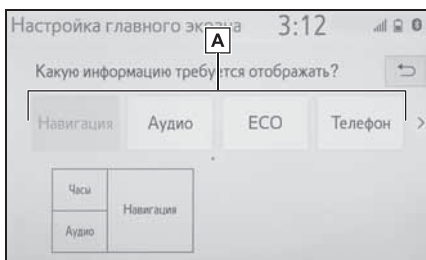 Настройка главного экрана 3:12
A
Какую информацию требуется отображать?
Навигация Аудио ECO Телефон >
Часы
Навигация
Аудио